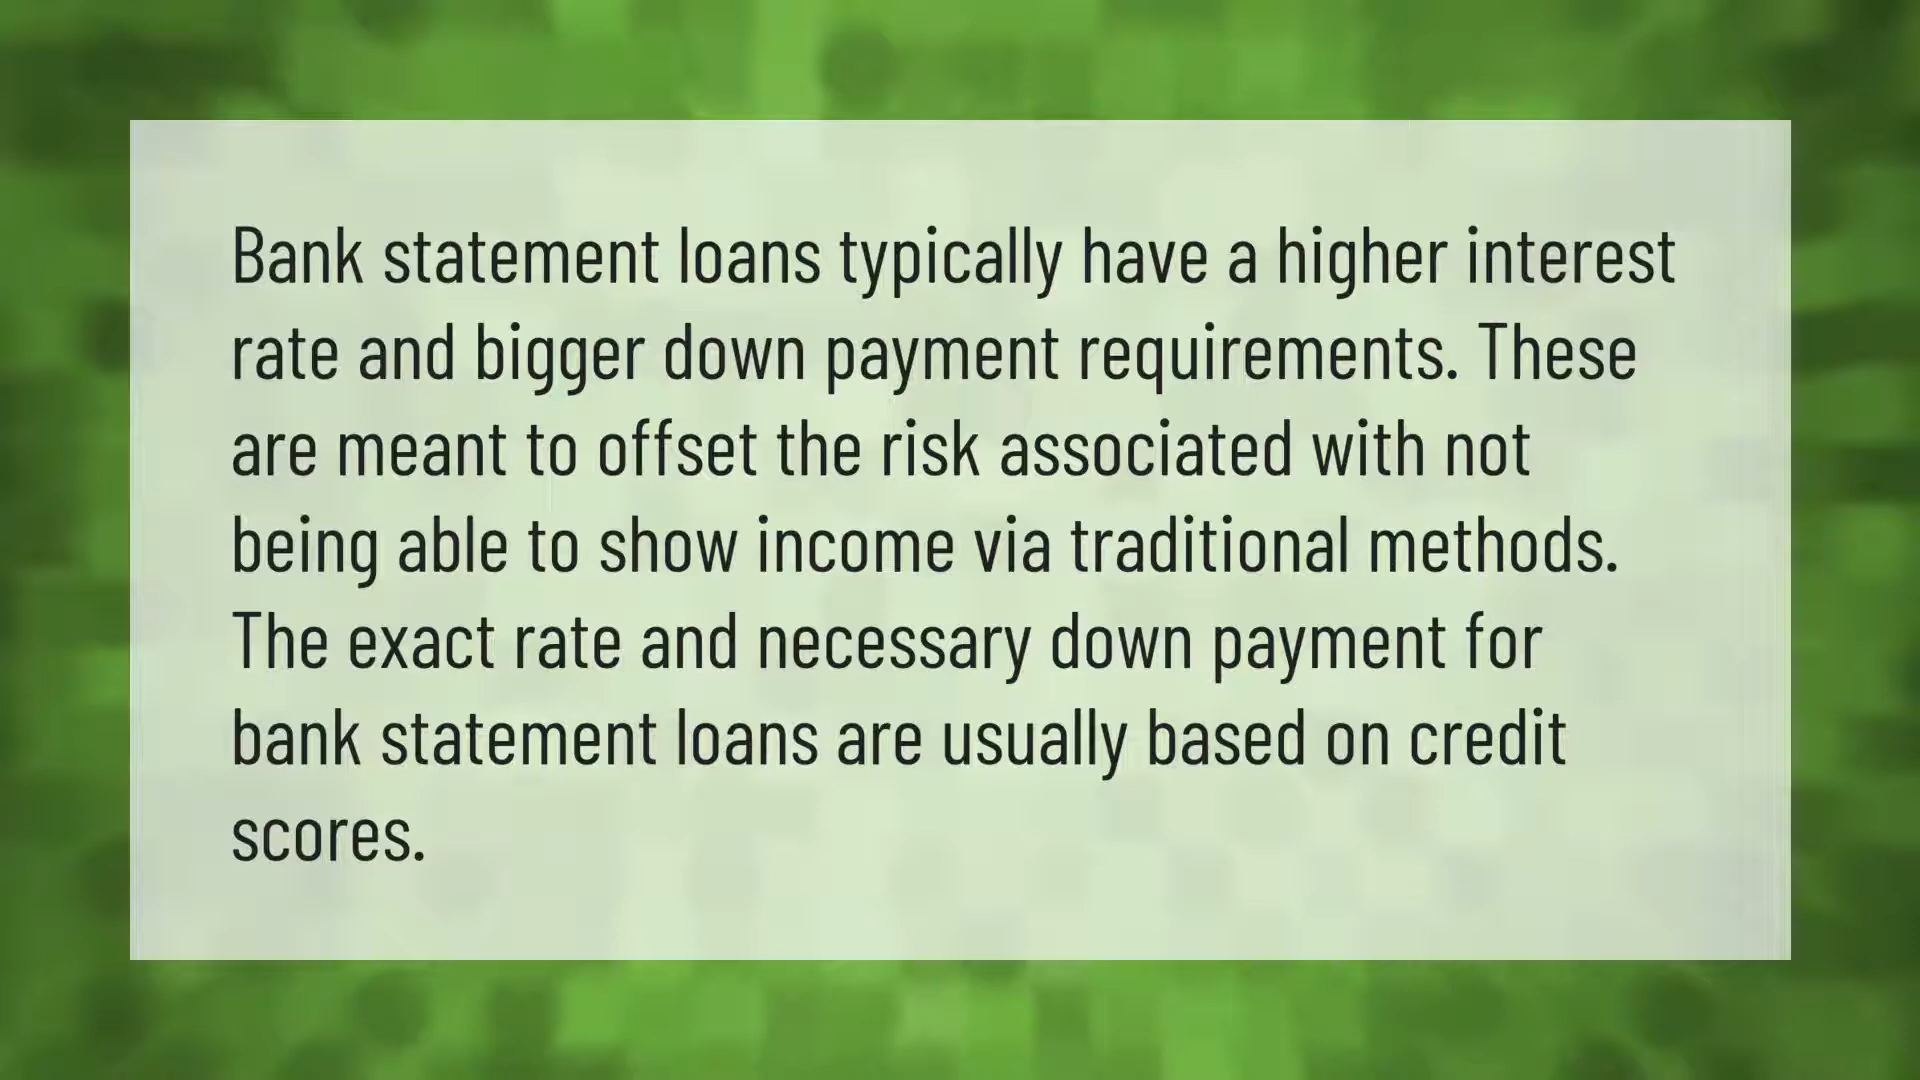 Bank statement loans typically have a higher interest
rate and bigger down payment requirements. These
are meant to offset the risk associated with not
being able to show income via traditional methods.
The exact rate and necessary down payment for
bank statement loans are usually based on credit
scores.